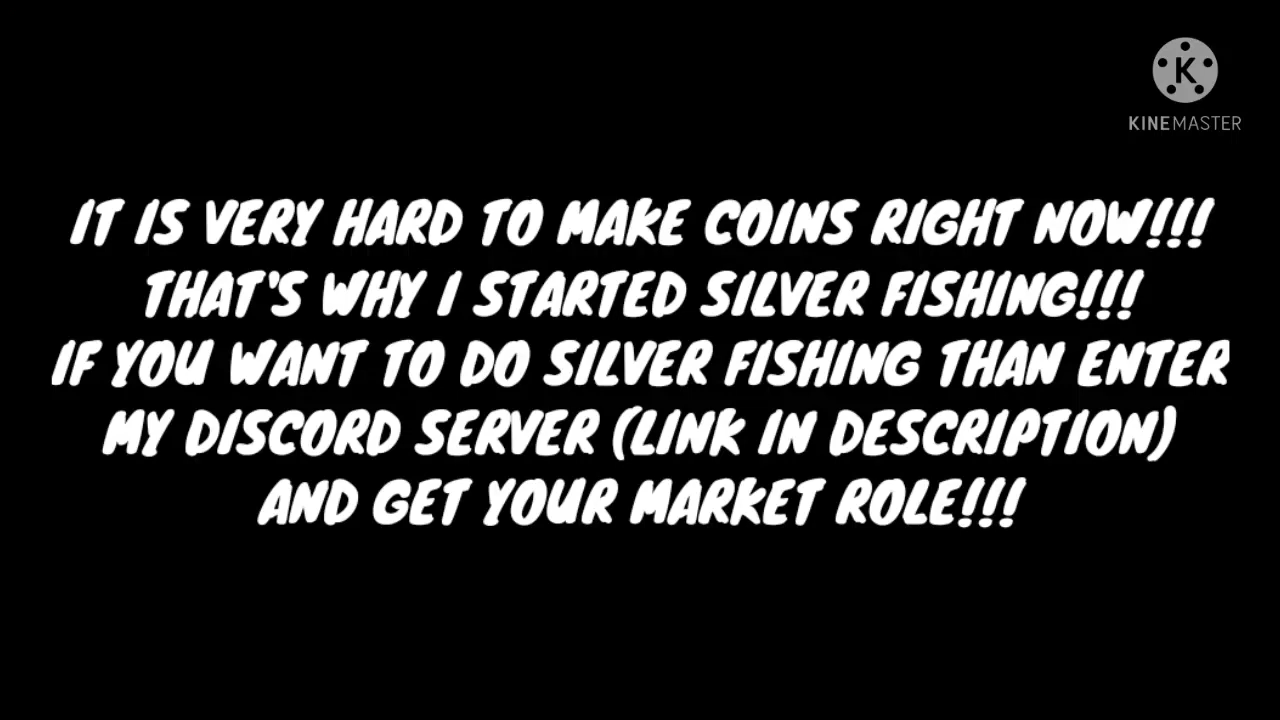 K
KINEMASTER
IT IS VERY HARD TO MAKE COINS RIGHT NOW!!!
THAT'S WHY I STARTED SILVER FISHING!!!
IF YOU WANT TO DO SILVER FISHING THAN ENTER
MY DISCORD SERVER (LINK IN DESCRIPTION)
AND GET YOUR MARKET ROLE!!!